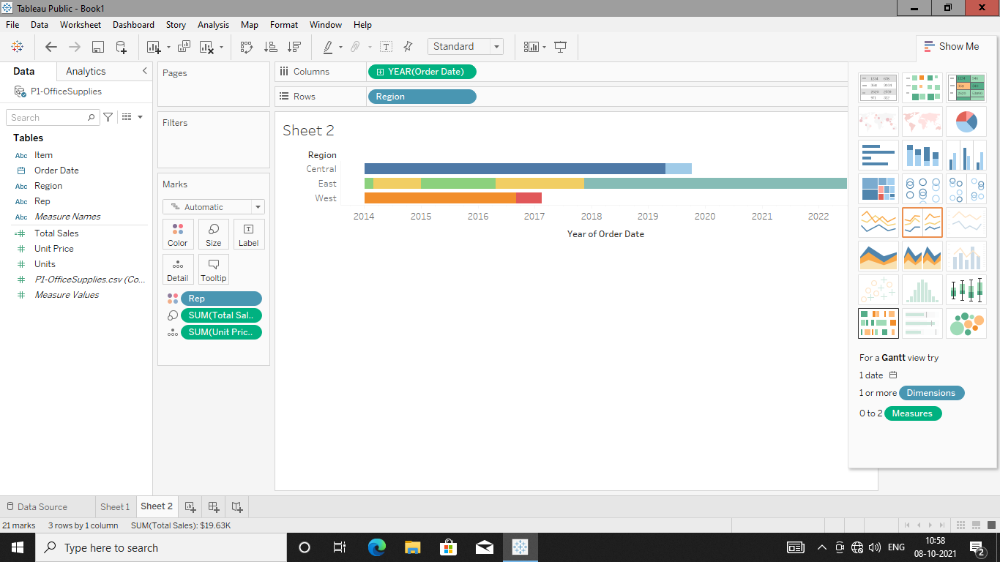 Tableau Public - Book1
File Data Worksheet Dashboard Story Analysis Map Format Window Help
Standard
Show Me
Data Analytics
P1-OfficeSupplies
Search
Tables
Abc Item
Order Date
Abc Region
Abc Rep
Abc Measure Names
Total Sales
Unit Price
Units
P1-OfficeSupplies.csv (Co...
Measure Values
Pages
Filters
Marks
Automatic
Color Size Label
Detail Tooltip
Rep
SUM(Total Sal..
SUM(Unit Pric..
Columns YEAR(Order Date)
Rows Region
Sheet 2
Region
Central
East
West
2014 2015 2016 2017 2018 2019 2020 2021 2022
Year of Order Date
For a Gantt view try
1 date
1 or more Dimensions
0 to 2 Measures
Data Source Sheet 1 Sheet 2
21 marks 3 rows by 1 column SUM(Total Sales): $19.63K
Type here to search
ENG
10:58
08-10-2021
2